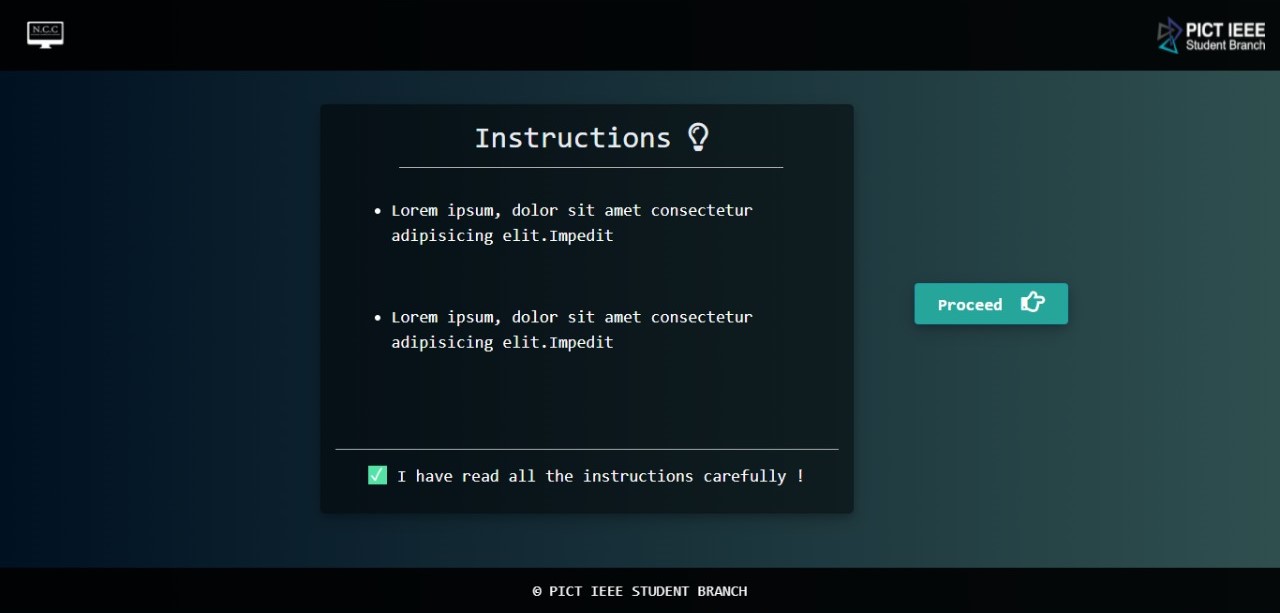 N.C.C
PICT IEEE
Student Branch
Instructions
Lorem ipsum, dolor sit amet consectetur
adipisicing elit.Impedit
Lorem ipsum, dolor sit amet consectetur
adipisicing elit.Impedit
Proceed
I have read all the instructions carefully !
© PICT IEEE STUDENT BRANCH